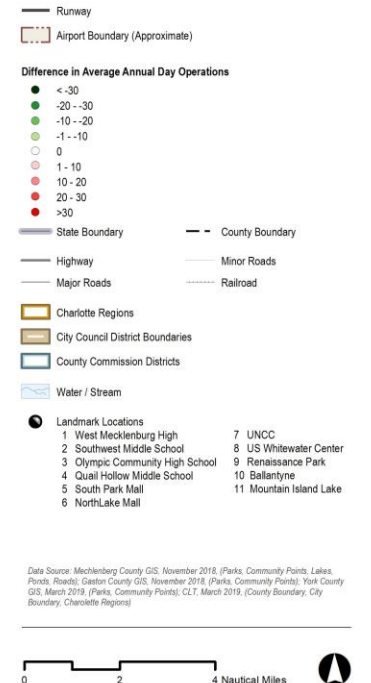 Runway
Airport Boundary (Approximate)
Difference in Average Annual Day Operations
< -30
-20 - -30
-10 - -20
-1 - -10
0
1 - 10
10 - 20
20 - 30
>30
State Boundary County Boundary
Highway Minor Roads
Major Roads Railroad
Charlotte Regions
City Council District Boundaries
County Commission Districts
Water / Stream
Landmark Locations
1 West Mecklenburg High
2 Southwest Middle School
3 Olympic Community High School
4 Quail Hollow Middle School
5 South Park Mall
6 NorthLake Mall
7 UNCC
8 US Whitewater Center
9 Renaissance Park
10 Ballantyne
11 Mountain Island Lake
Data Source: Mechlenberg County GIS, November 2018, (Parks, Community Points, Lakes,
Ponds, Roads); Gaston County GIS, November 2018, (Parks, Community Points); York County
GIS, March 2019, (Parks, Community Points); CLT, March 2019, (County Boundary, City
Boundary, Charolette Regions)
0 2 4 Nautical Miles